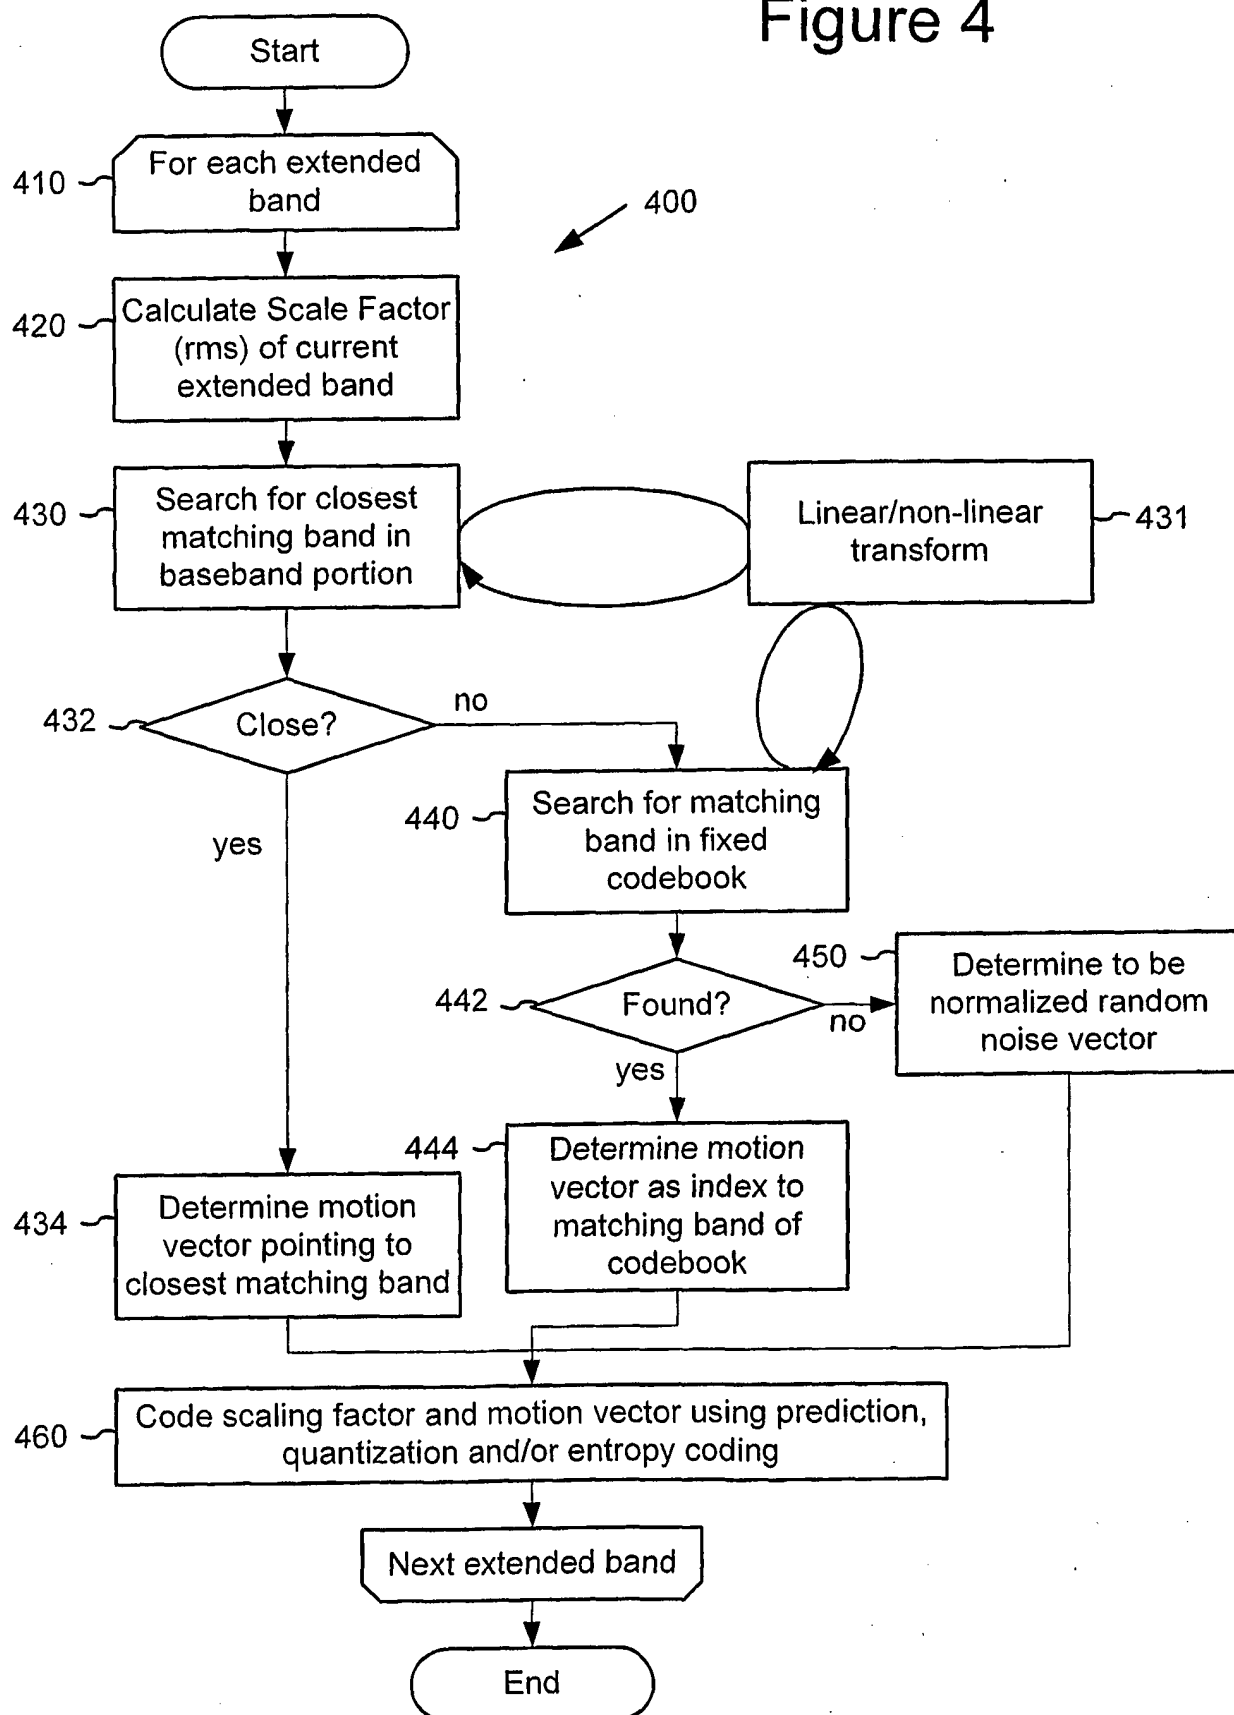 Figure 4
Start
410
For each extended
band
400
420
Calculate Scale Factor
(rms) of current
extended band
430
Search for closest
matching band in
baseband portion
Linear/non-linear
transform
431
432
Close?
no
yes
440
Search for matching
band in fixed
codebook
442
Found?
no
yes
450
Determine to be
normalized random
noise vector
434
Determine motion
vector pointing to
closest matching band
444
Determine motion
vector as index to
matching band of
codebook
460
Code scaling factor and motion vector using prediction,
quantization and/or entropy coding
Next extended band
End